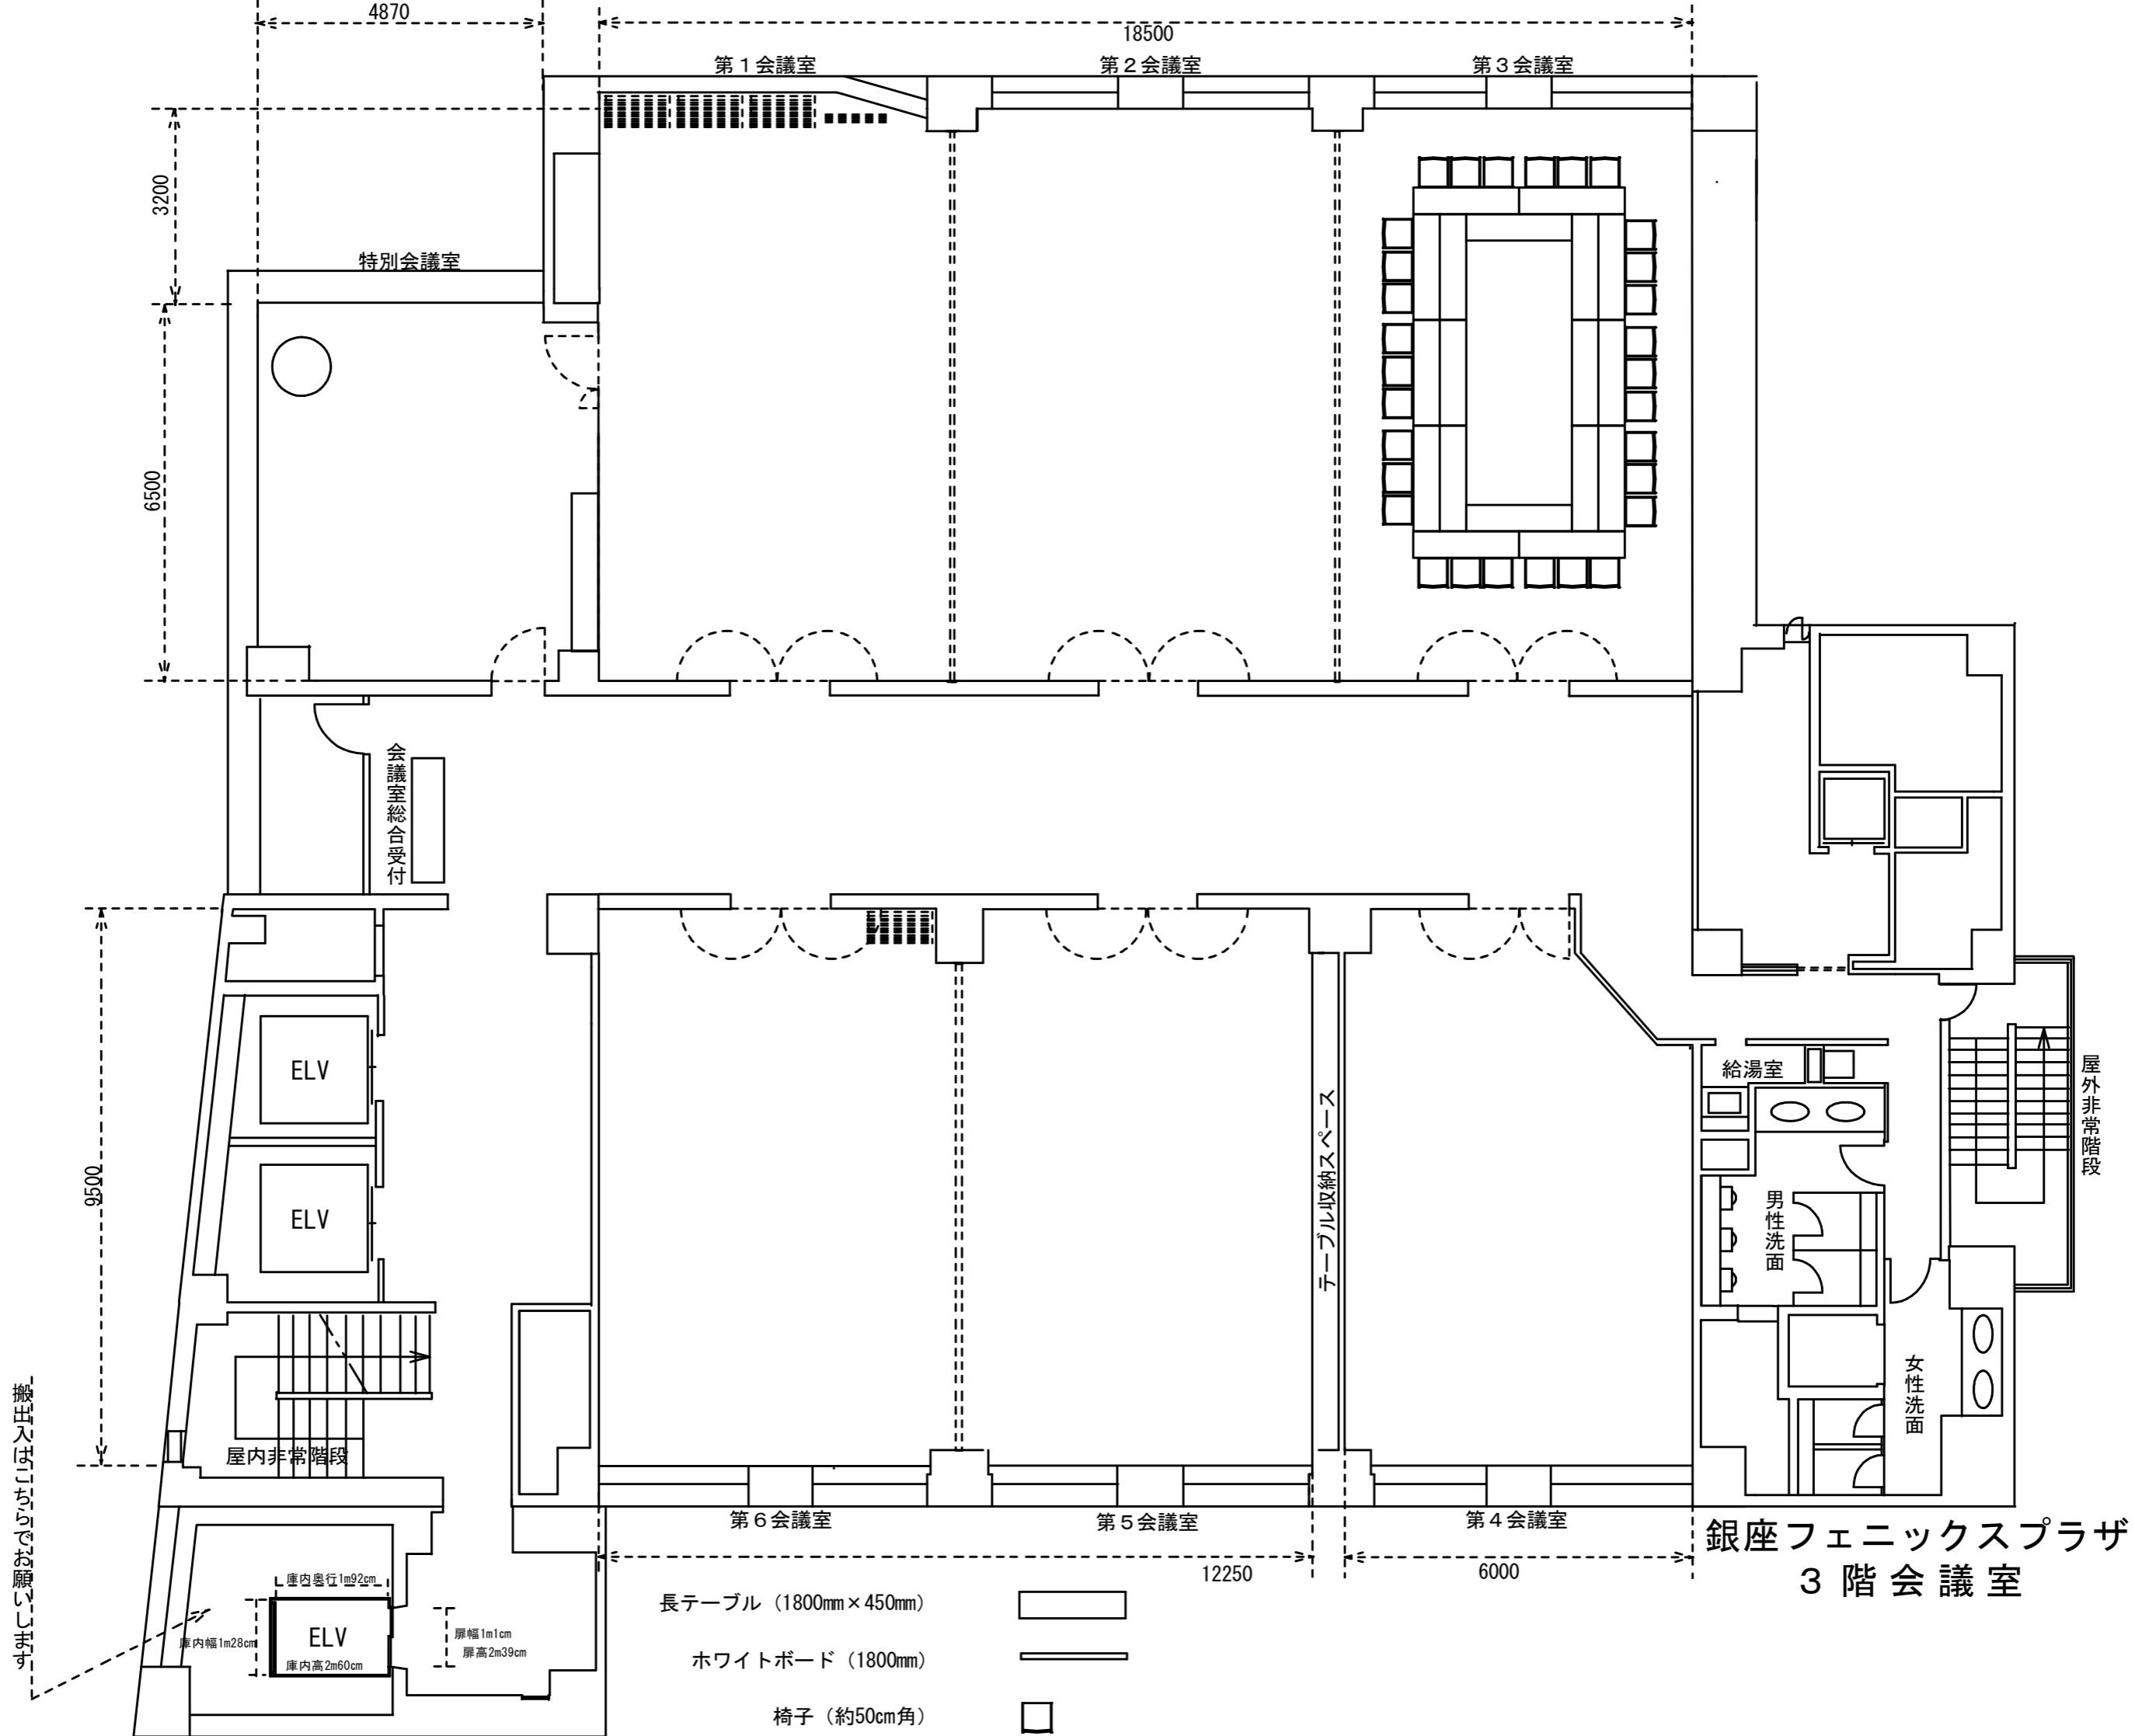 4870
18500
第１会議室
第２会議室
第３会議室
3200
特別会議室
6500
会議室総合受付
9500
ELV
ELV
テーブル収納スペース
給湯室
屋外非常階段
男性洗面
女性洗面
屋内非常階段
搬出入はこちらでお願いします
第６会議室
第５会議室
第４会議室
銀座フェニックスプラザ
３階会議室
12250
6000
庫内奥行1m92cm
庫内幅1m28cm
ELV
庫内高2m60cm
扉幅1m1cm
扉高2m39cm
長テーブル（1800mm×450mm）
ホワイトボード（1800mm）
椅子（約50cm角）